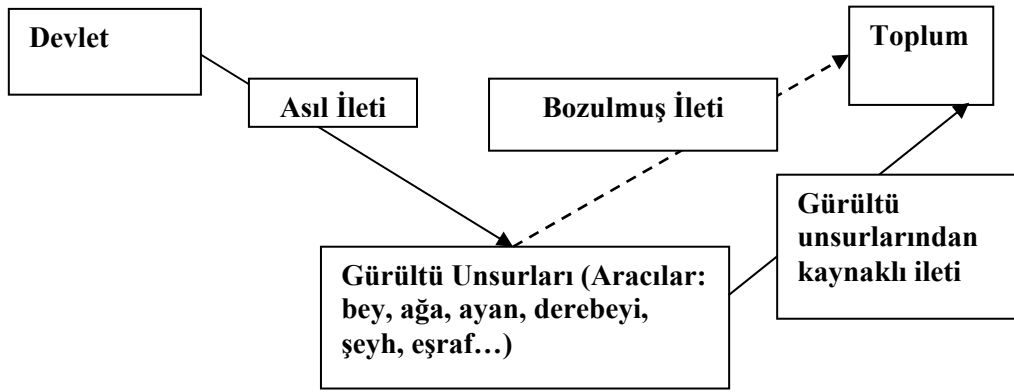 Devlet
Toplum
Asıl İleti
Bozulmuş İleti
Gürültü
unsurlarından
kaynaklı ileti
Gürültü Unsurları (Aracılar:
bey, ağa, ayan, derebeyi,
şeyh, eşraf…)